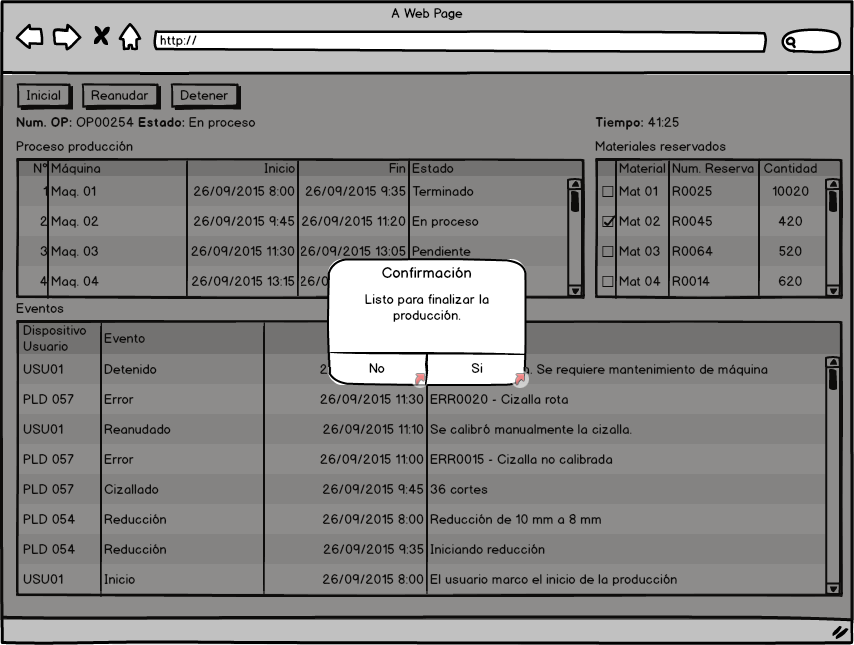 A Web Page
http://
Inicial Reanudar Detener
Num. OP: OP00254 Estado: En proceso Tiempo: 41:25
Proceso producción Materiales reservados
Nº Máquina Inicio Fin Estado Material Num. Reserva Cantidad
1 Maq. 01 26/09/2015 8:00 26/09/2015 9:35 Terminado Mat 01 R0025 10020
2 Maq. 02 26/09/2015 9:45 26/09/2015 11:20 En proceso Mat 02 R0045 420
3 Maq. 03 26/09/2015 11:30 26/09/2015 13:05 Pendiente Mat 03 R0064 520
4 Maq. 04 26/09/2015 13:15 Mat 04 R0014 620
Confirmación
Listo para finalizar la
producción.
No Si
Eventos
Dispositivo
Usuario Evento
USU01 Detenido Se requiere mantenimiento de máquina
PLD 057 Error 26/09/2015 11:30 ERR0020 - Cizalla rota
USU01 Reanudado 26/09/2015 11:10 Se calibró manualmente la cizalla.
PLD 057 Error 26/09/2015 11:00 ERR0015 - Cizalla no calibrada
PLD 057 Cizallado 26/09/2015 9:45 36 cortes
PLD 054 Reducción 26/09/2015 8:00 Reducción de 10 mm a 8 mm
PLD 054 Reducción 26/09/2015 9:35 Iniciando reducción
USU01 Inicio 26/09/2015 8:00 El usuario marco el inicio de la producción